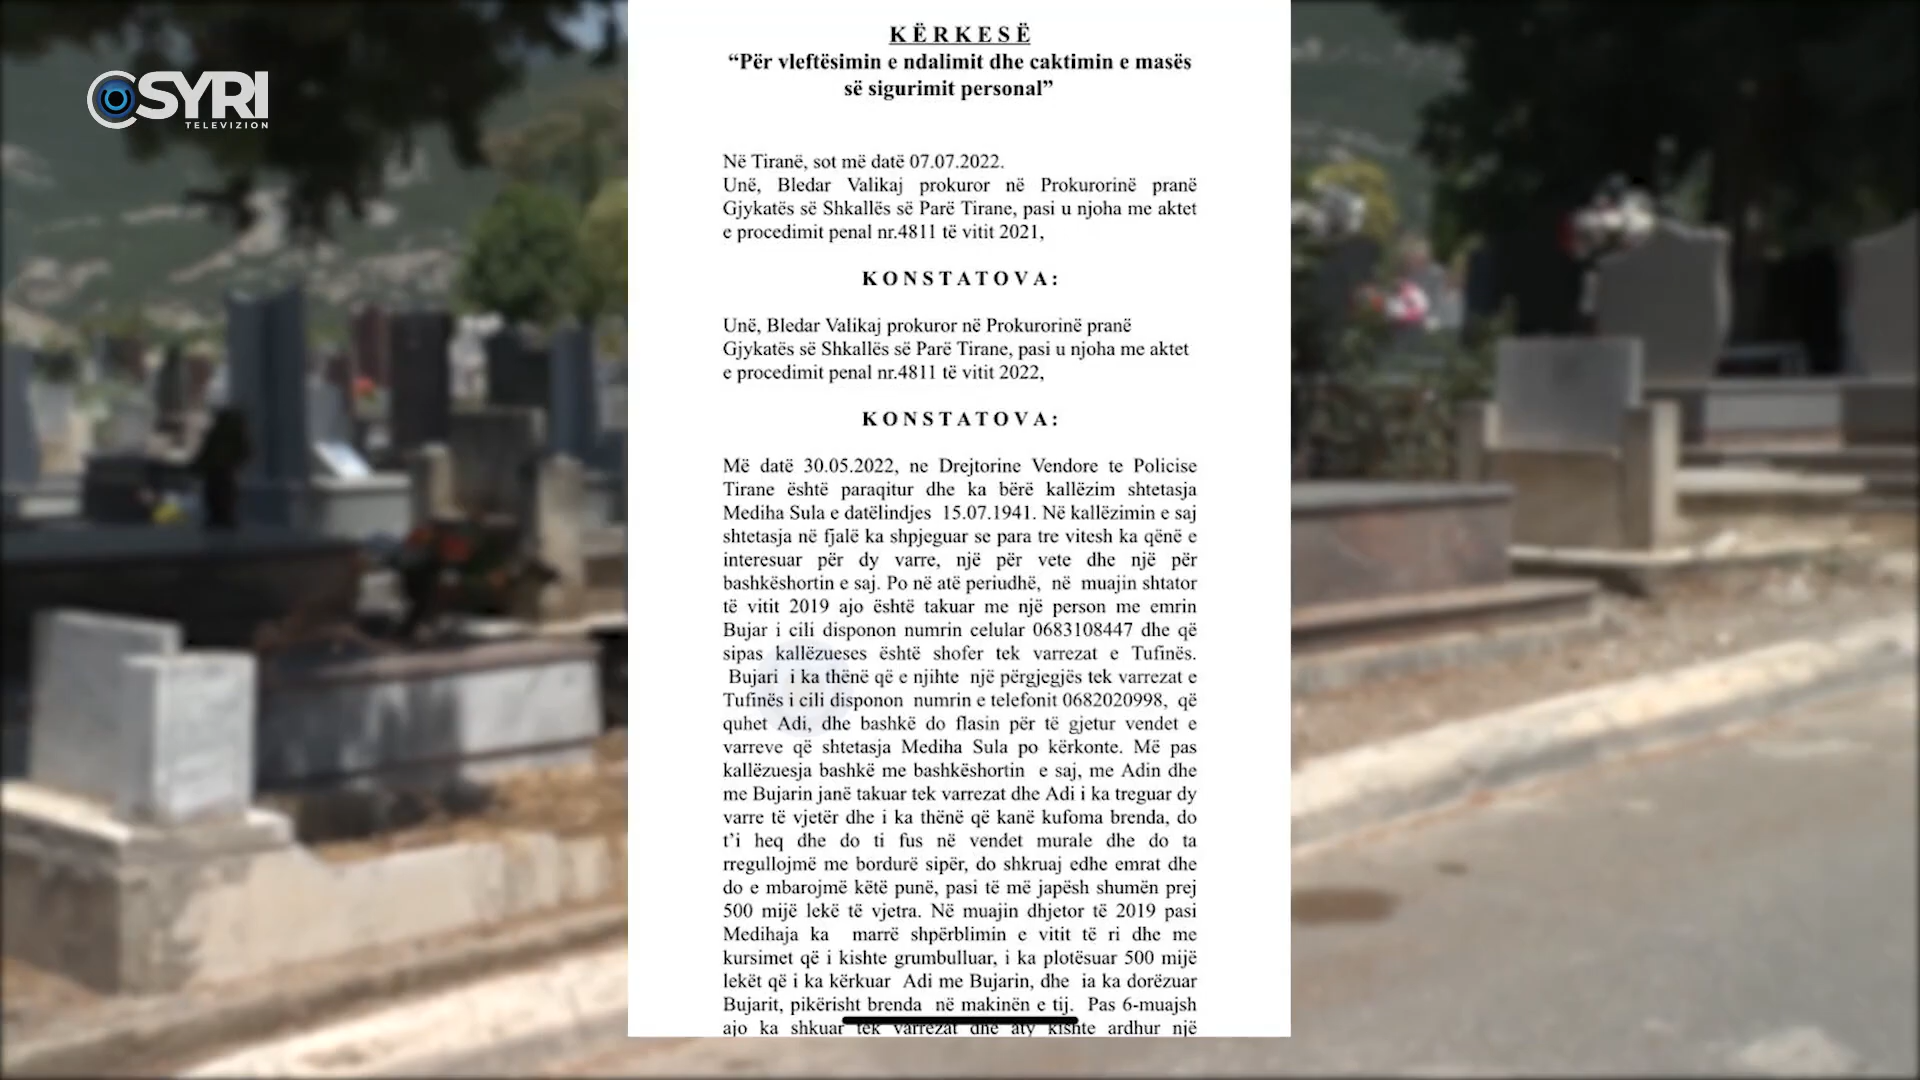 SYRI
TELEVIZION
KËRKESË
“Për vleftësimin e ndalimit dhe caktimin e masës
së sigurimit personal”
Në Tiranë, sot më datë 07.07.2022.
Unë, Bledar Valikaj prokuror në Prokurorinë pranë
Gjykatës së Shkallës së Parë Tirane, pasi u njoha me aktet
e procedimit penal nr.4811 të vitit 2021,
KONSTATOVA:
Unë, Bledar Valikaj prokuror në Prokurorinë pranë
Gjykatës së Shkallës së Parë Tirane, pasi u njoha me aktet
e procedimit penal nr.4811 të vitit 2022,
KONSTATOVA:
Më datë 30.05.2022, ne Drejtorine Vendore te Policise
Tirane është paraqitur dhe ka bërë kallëzim shtetasja
Mediha Sula e datëlindjes 15.07.1941. Në kallëzimin e saj
shtetasja në fjalë ka shpjeguar se para tre vitesh ka qënë e
interesuar për dy varre, një për vete dhe një për
bashkëshortin e saj. Po në atë periudhë, në muajin shtator
të vitit 2019 ajo është takuar me një person me emrin
Bujar i cili disponon numrin celular 0683108447 dhe që
sipas kallëzueses është shofer tek varrezat e Tufinës.
Bujari i ka thënë që e njihte një përgjegjës tek varrezat e
Tufinës i cili disponon numrin e telefonit 0682020998, që
quhet Adi, dhe bashkë do flasin për të gjetur vendet e
varreve që shtetasja Mediha Sula po kërkonte. Më pas
kallëzuesja bashkë me bashkëshortin e saj, me Adin dhe
me Bujarin janë takuar tek varrezat dhe Adi i ka treguar dy
varre të vjetër dhe i ka thënë që kanë kufoma brenda, do
t’i heq dhe do ti fus në vendet murale dhe do ta
rregullojmë me bordurë sipër, do shkruaj edhe emrat dhe
do e mbarojmë këtë punë, pasi të më japësh shumën prej
500 mijë lekë të vjetra. Në muajin dhjetor të 2019 pasi
Medihaja ka marrë shpërblimin e vitit të ri dhe me
kursimet që i kishte grumbulluar, i ka plotësuar 500 mijë
lekët që i ka kërkuar Adi me Bujarin, dhe ia ka dorëzuar
Bujarit, pikërisht brenda në makinën e tij. Pas 6-muajsh
ajo ka shkuar tek varrezat dhe aty kishte ardhur një